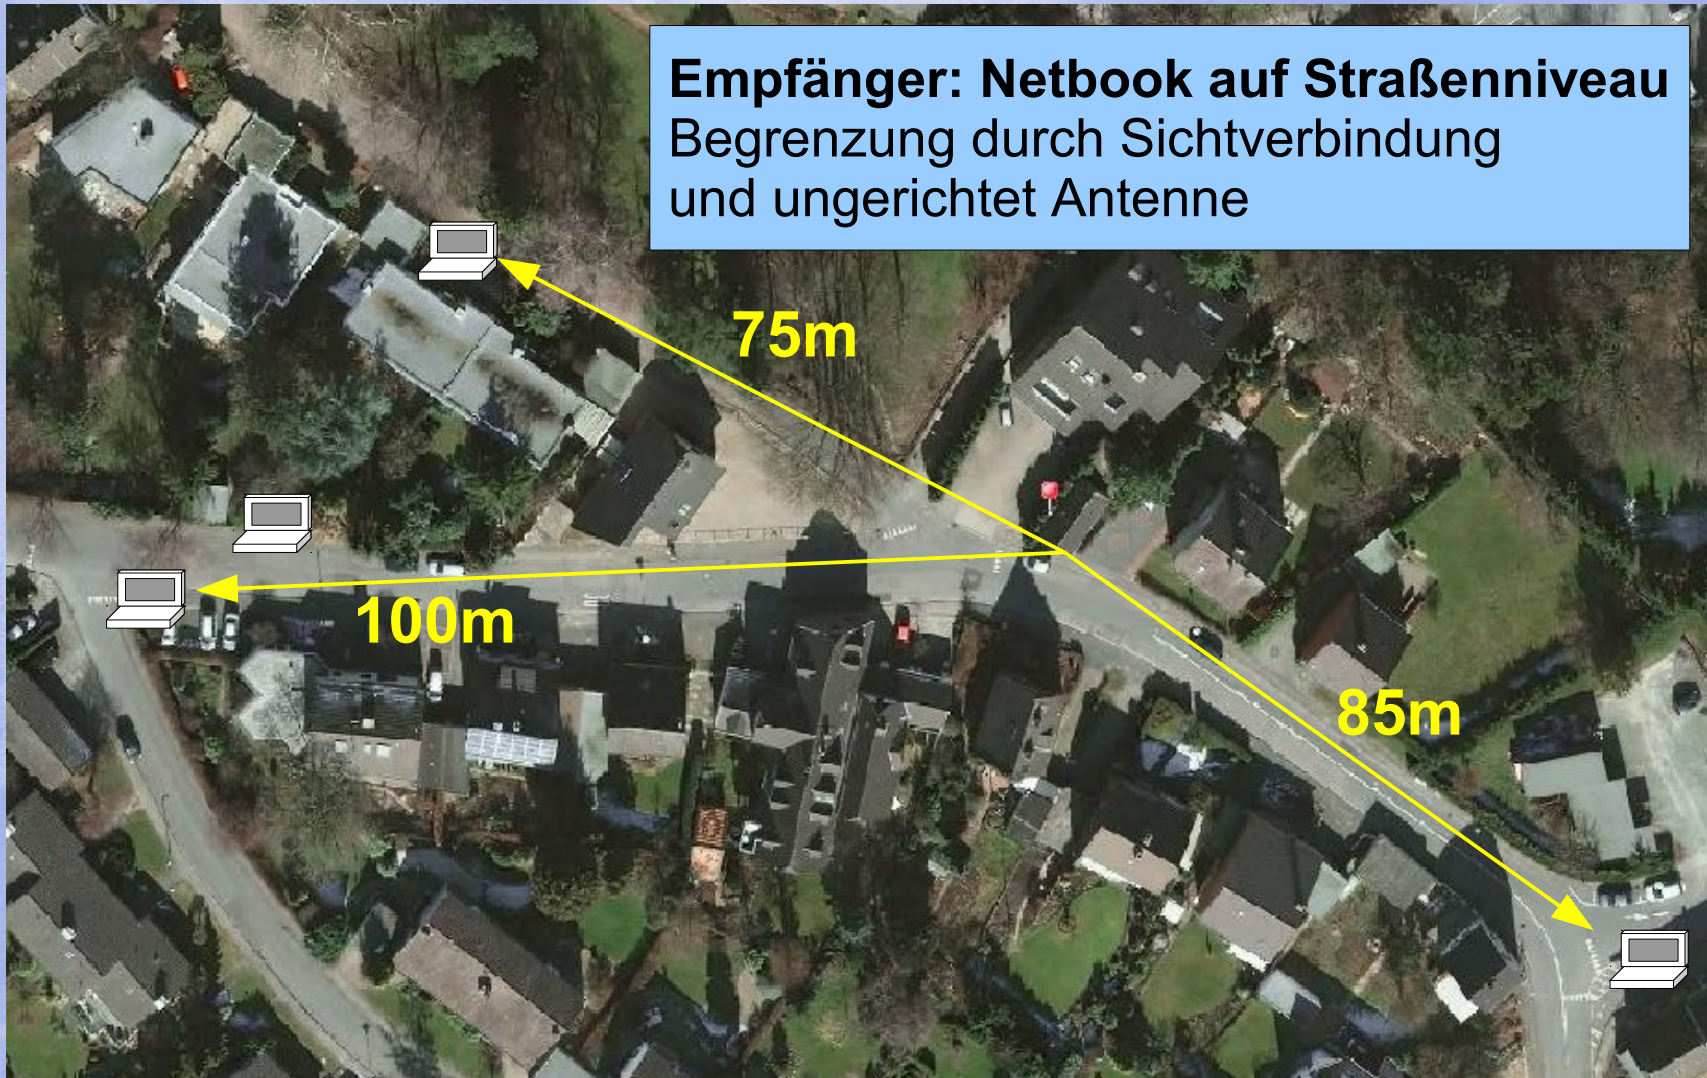 Empfänger: Netbook auf Straßenniveau
Begrenzung durch Sichtverbindung
und ungerichtet Antenne
75m
100m
85m